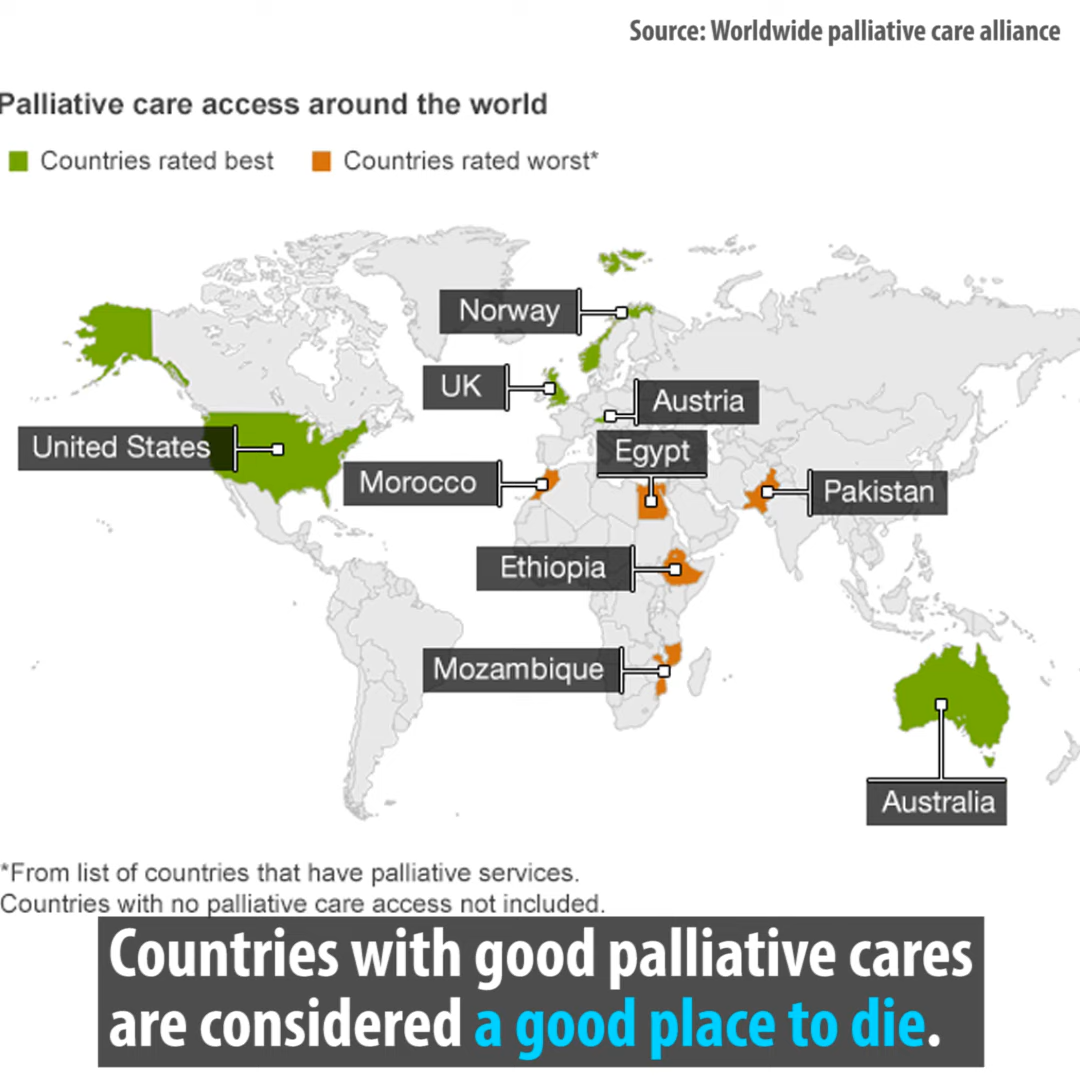 Source: Worldwide palliative care alliance
Palliative care access around the world
Countries rated best
Countries rated worst*
Norway
UK
Austria
United States
Egypt
Morocco
Pakistan
Ethiopia
Mozambique
Australia
*From list of countries that have palliative services.
Countries with no palliative care access not included.
Countries with good palliative cares
are considered a good place to die.